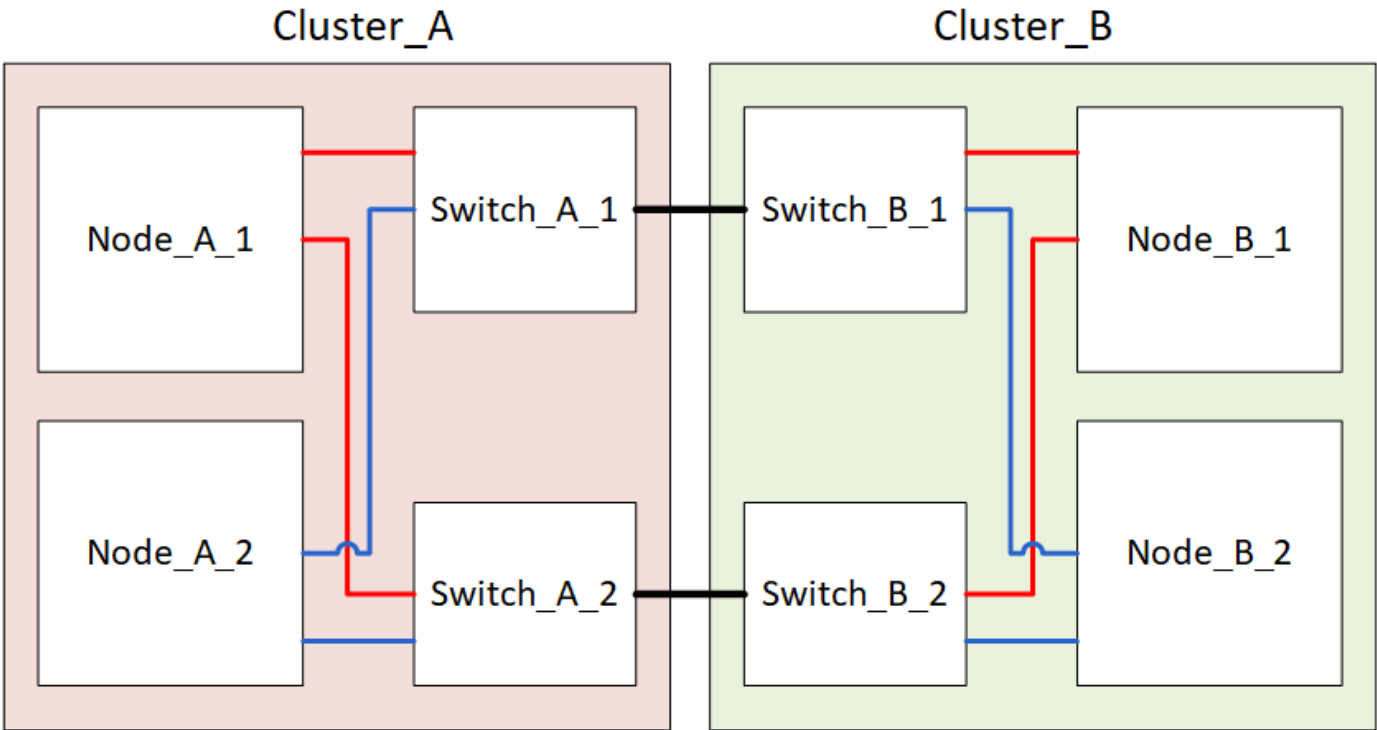 Cluster_A
Cluster_B
Node_A_1
Switch_A_1
Switch_B_1
Node_B_1
Node_A_2
Switch_A_2
Switch_B_2
Node_B_2